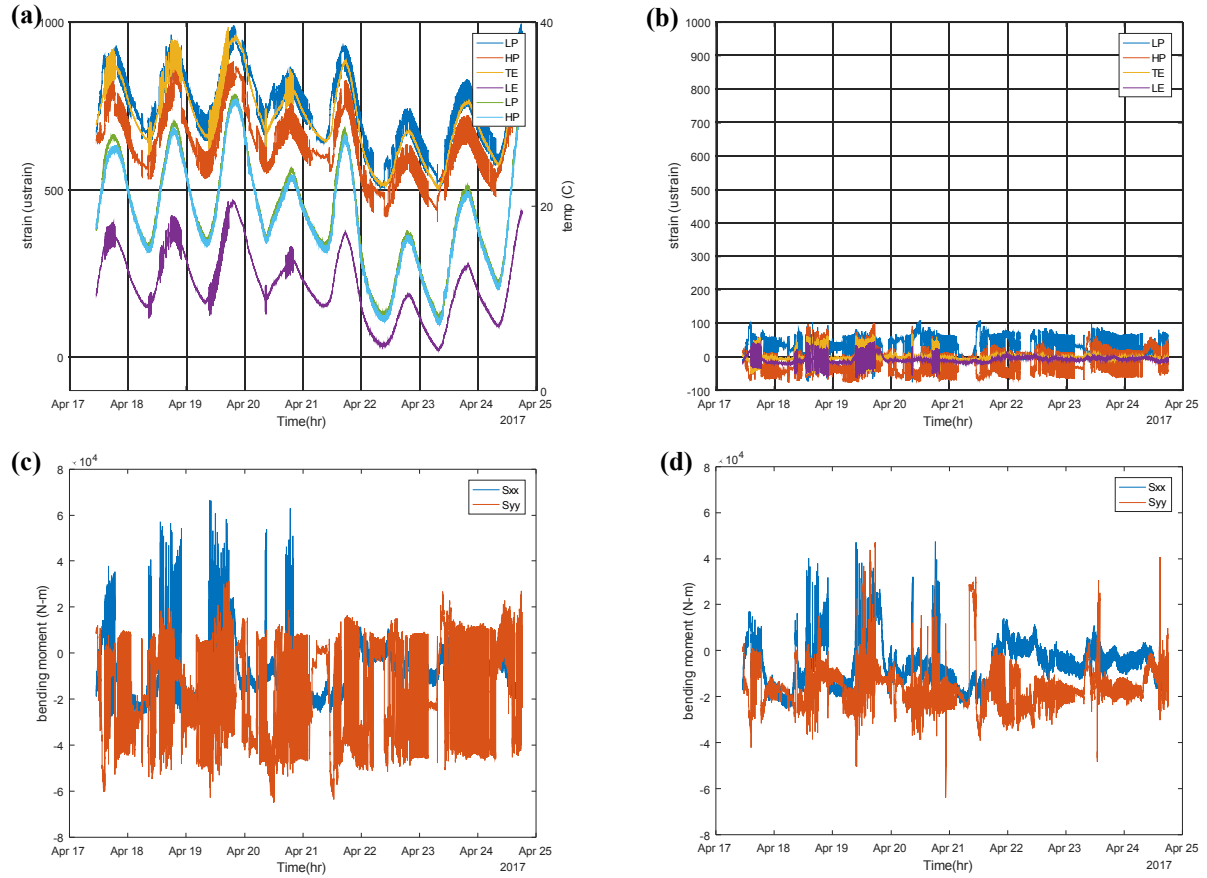 (a)
1000
500
0
40
20
0
strain (ustrain)
temp (C)
LP
HP
TE
LE
LP
HP
Apr 17 Apr 18 Apr 19 Apr 20 Apr 21 Apr 22 Apr 23 Apr 24 Apr 25
Time(hr)
2017
(b)
1000
900
800
700
600
500
400
300
200
100
0
-100
strain (ustrain)
LP
HP
TE
LE
Apr 17 Apr 18 Apr 19 Apr 20 Apr 21 Apr 22 Apr 23 Apr 24 Apr 25
Time(hr)
2017
(c)
× 10⁴
8
6
4
2
0
-2
-4
-6
-8
bending moment (N-m)
Sxx
Syy
Apr 17 Apr 18 Apr 19 Apr 20 Apr 21 Apr 22 Apr 23 Apr 24 Apr 25
Time(hr)
2017
(d)
× 10⁴
8
6
4
2
0
-2
-4
-6
-8
bending moment (N-m)
Sxx
Syy
Apr 17 Apr 18 Apr 19 Apr 20 Apr 21 Apr 22 Apr 23 Apr 24 Apr 25
Time(hr)
2017